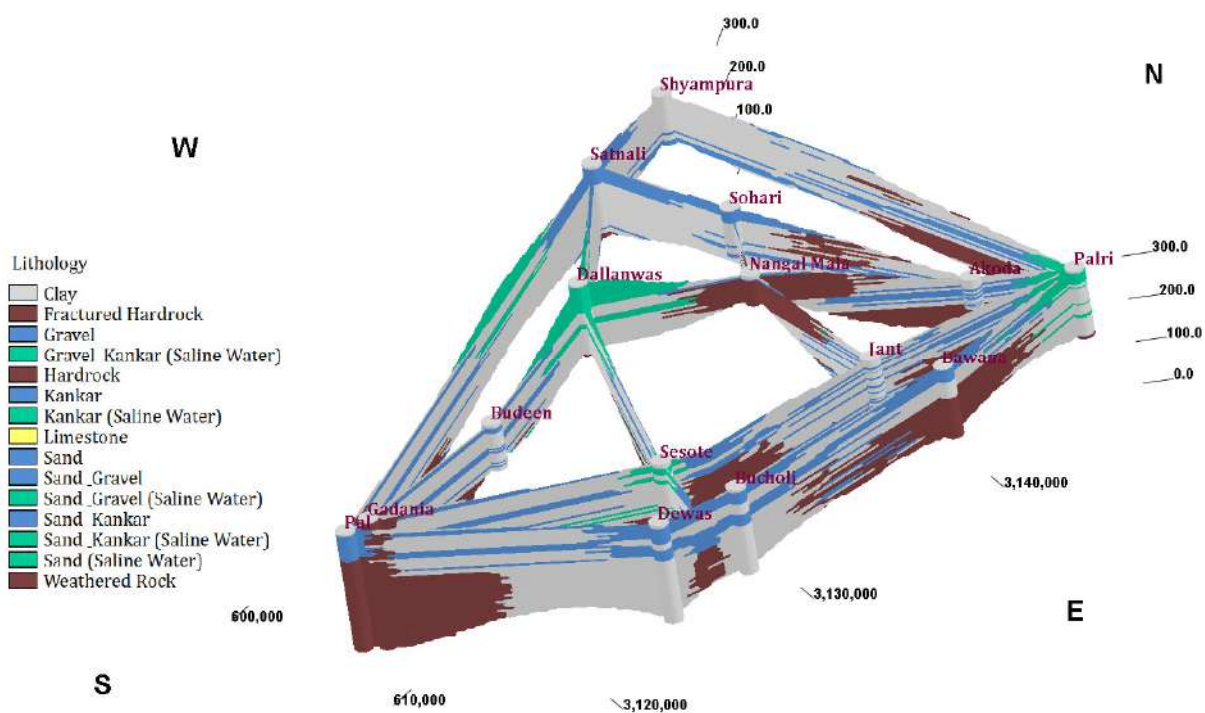 300.0
N
200.0
Shyampura
100.0
W
Satnali
Sohari
300.0
Palri
Nangal Mala
Akoda
Dallanwas
200.0
100.0
Jant
Bawana
0.0
Budeen
Sesote
Bucholi
3,140,000
Gadania
Pal
Dewas
3,130,000
600,000
E
S
610,000
3,120,000
Lithology
Clay
Fractured Hardrock
Gravel
Gravel_Kankar (Saline Water)
Hardrock
Kankar
Kankar (Saline Water)
Limestone
Sand
Sand_Gravel
Sand_Gravel (Saline Water)
Sand_Kankar
Sand_Kankar (Saline Water)
Sand (Saline Water)
Weathered Rock